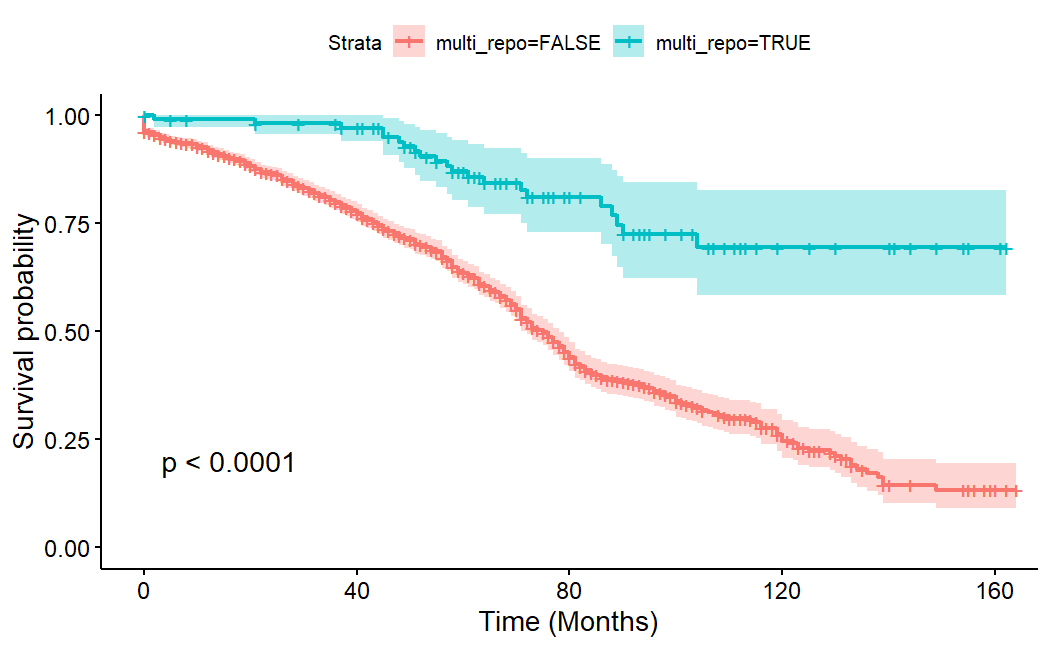 Strata multi_repo=FALSE multi_repo=TRUE
1.00
0.75
0.50
0.25
0.00
Survival probability
p < 0.0001
0 40 80 120 160
Time (Months)